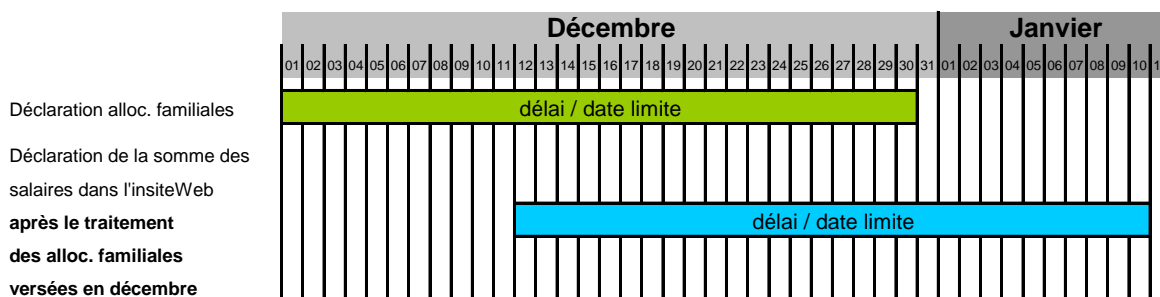 Décembre Janvier
01 02 03 04 05 06 07 08 09 10 11 12 13 14 15 16 17 18 19 20 21 22 23 24 25 26 27 28 29 30 31 01 02 03 04 05 06 07 08 09 10 1
Déclaration alloc. familiales délai / date limite
Déclaration de la somme des
salaires dans l'insiteWeb
après le traitement délai / date limite
des alloc. familiales
versées en décembre